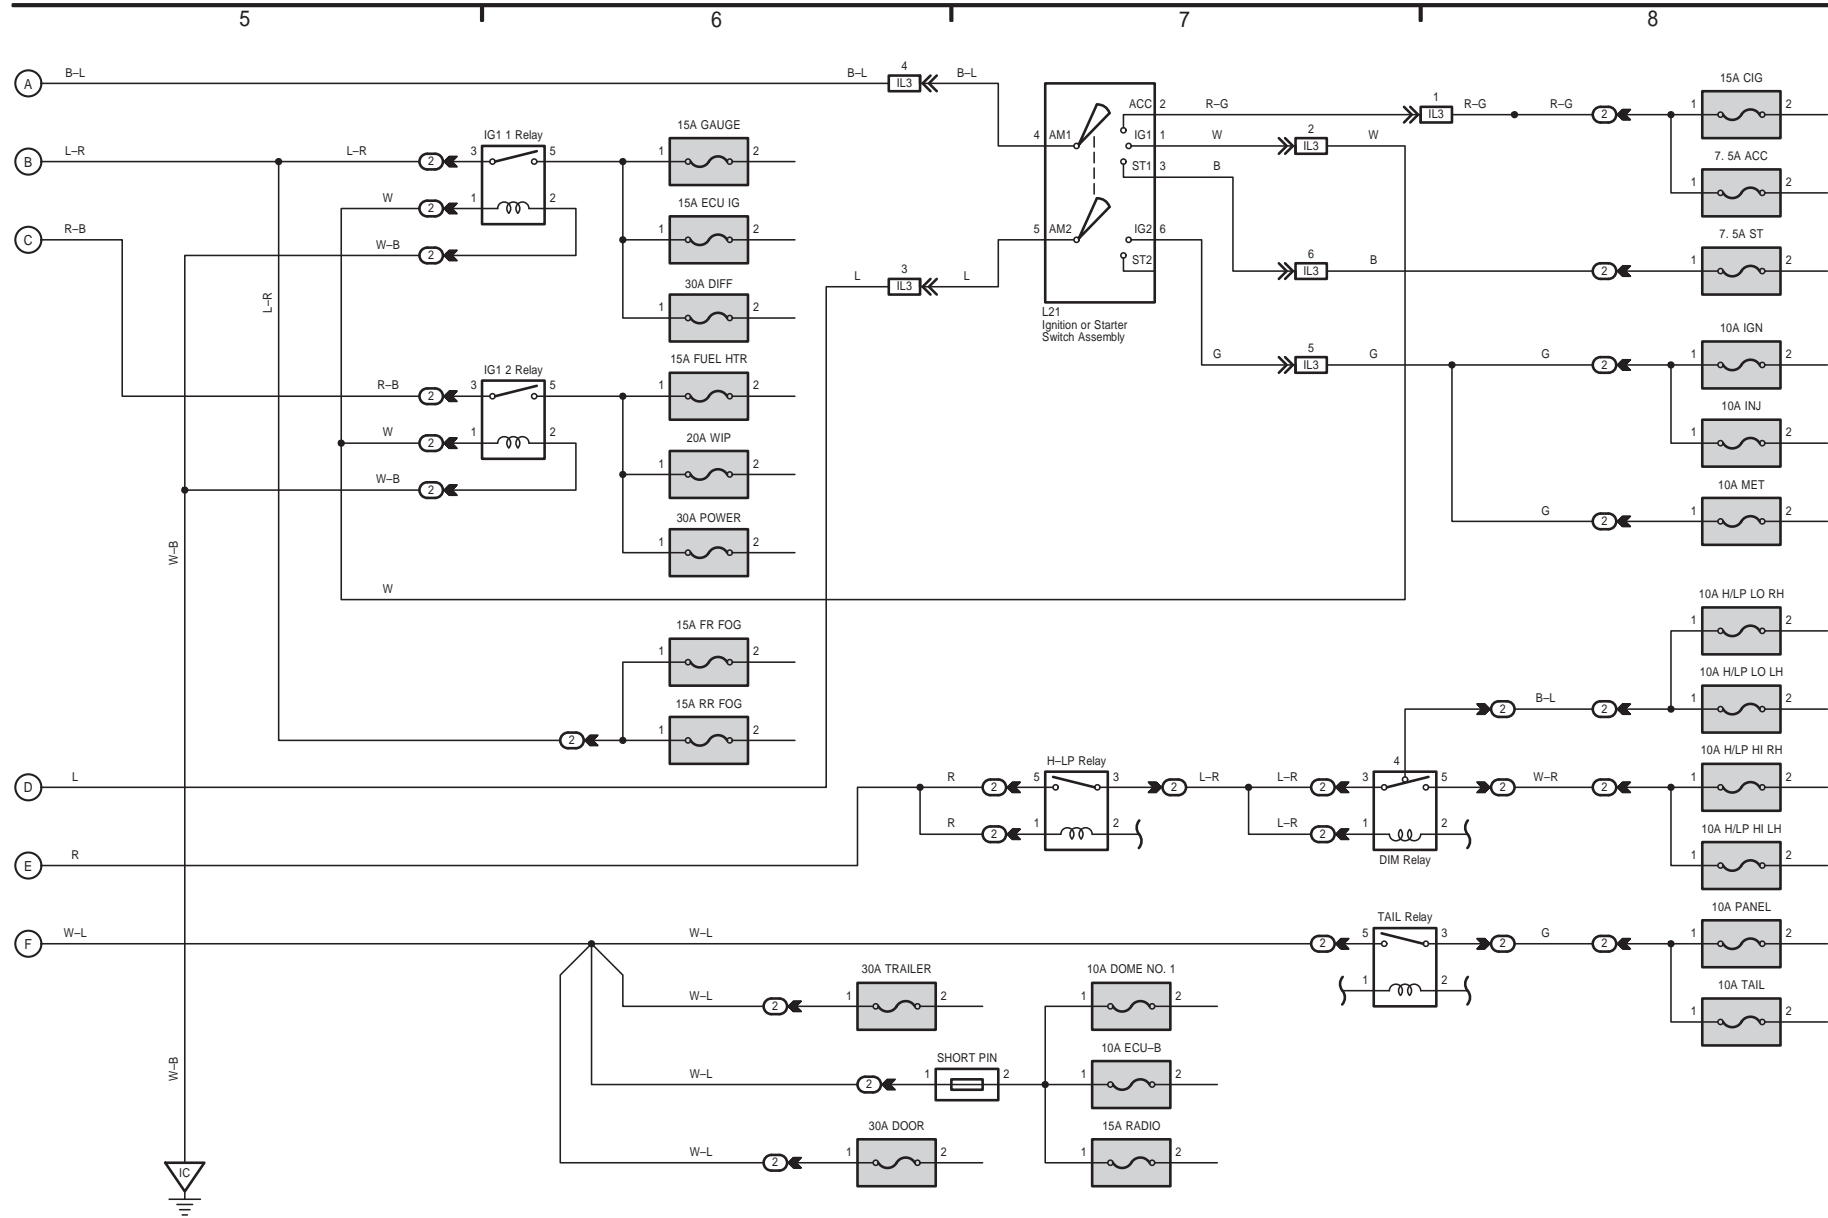 5 6 7 8
A B–L B–L 4 IL3 B–L
B L–R L–R 2 3 IG1 1 Relay 5
W 2 1 2
W–B 2
C R–B
L–R
15A GAUGE
1 2
15A ECU IG
1 2
30A DIFF
1 2
R–B 2 3 IG1 2 Relay 5
W 2 1 2
W–B 2
15A FUEL HTR
1 2
20A WIP
1 2
30A POWER
1 2
W–B
W
15A FR FOG
1 2
15A RR FOG
2 1 2
L 3 IL3 L
4 AM1 ACC 2
IG1 1
ST1 3
5 AM2 IG2 6
ST2
L21
Ignition or Starter
Switch Assembly
R–G 1 IL3 R–G R–G 2
W 2 IL3 W
B 6 IL3 B 2
G 5 IL3 G G 2
G 2
15A CIG
1 2
7. 5A ACC
1 2
7. 5A ST
1 2
10A IGN
1 2
10A INJ
1 2
10A MET
1 2
10A H/LP LO RH
1 2
10A H/LP LO LH
2 B–L 2 1 2
10A H/LP HI RH
1 2
10A H/LP HI LH
1 2
D L
H–LP Relay
R 2 5 3 2 L–R
R 2 1 2
4
L–R 2 3 5 2 W–R 2
L–R 2 1 2
DIM Relay
E R
F W–L W–L
TAIL Relay
2 5 3 2 G 2
1 2
10A PANEL
1 2
10A TAIL
1 2
30A TRAILER
W–L 2 1 2
SHORT PIN
W–L 2 1 2
30A DOOR
W–L 2 1 2
10A DOME NO. 1
1 2
10A ECU–B
1 2
15A RADIO
1 2
W–B
IC